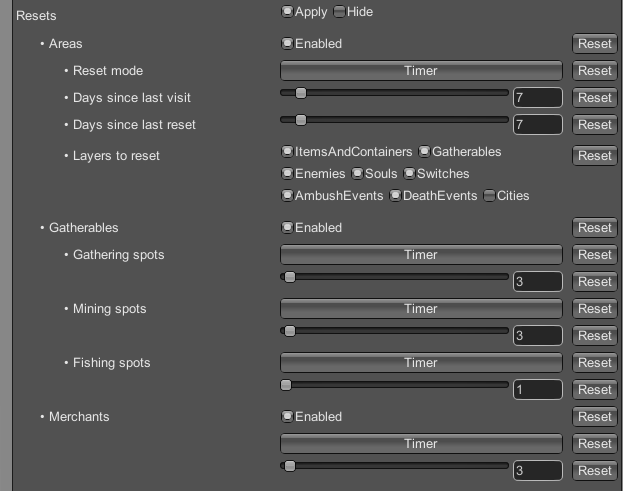 Resets Apply Hide
• Areas Enabled Reset
• Reset mode Timer Reset
• Days since last visit 7 Reset
• Days since last reset 7 Reset
• Layers to reset ItemsAndContainers Gatherables Reset
Enemies Souls Switches
AmbushEvents DeathEvents Cities
• Gatherables Enabled Reset
• Gathering spots Timer Reset
3 Reset
• Mining spots Timer Reset
3 Reset
• Fishing spots Timer Reset
1 Reset
• Merchants Enabled Reset
Timer Reset
3 Reset